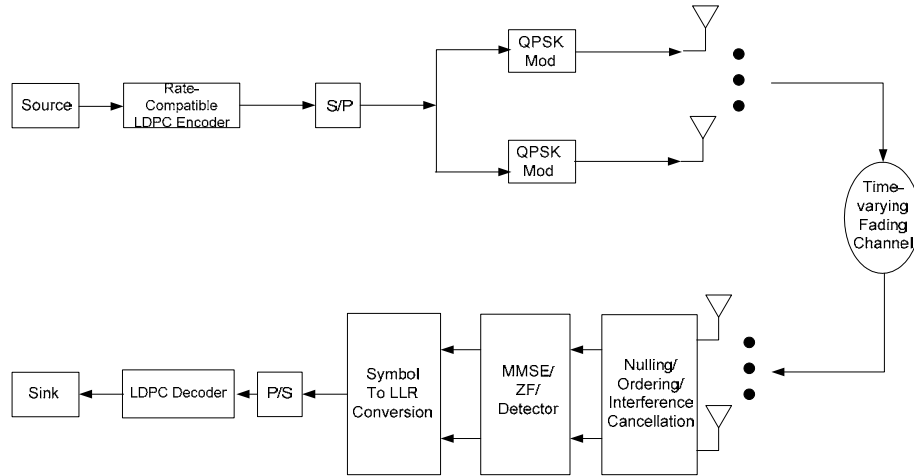 Source
Rate-
Compatible
LDPC Encoder
S/P
QPSK
Mod
QPSK
Mod
Time-
varying
Fading
Channel
Sink
LDPC Decoder
P/S
Symbol
To LLR
Conversion
MMSE/
ZF/
Detector
Nulling/
Ordering/
Interference
Cancellation